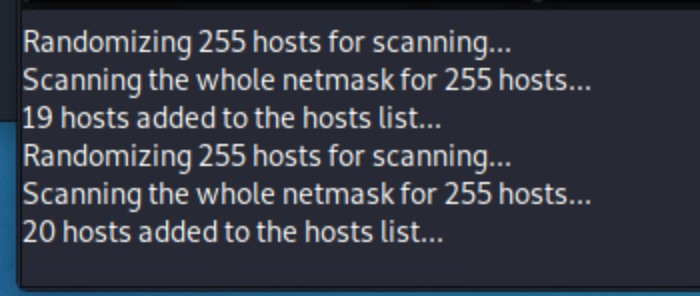 Randomizing 255 hosts for scanning...
Scanning the whole netmask for 255 hosts...
19 hosts added to the hosts list...
Randomizing 255 hosts for scanning...
Scanning the whole netmask for 255 hosts...
20 hosts added to the hosts list...